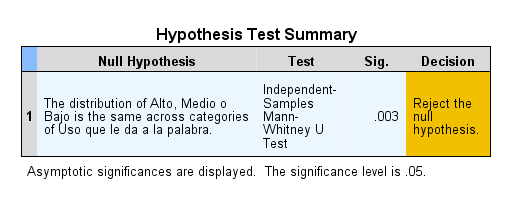 Hypothesis Test Summary
Null Hypothesis Test Sig. Decision
1 The distribution of Alto, Medio o Bajo is the same across categories of Uso que le da a la palabra.
Independent-
Samples
Mann-
Whitney U
Test
.003
Reject the
null
hypothesis.
Asymptotic significances are displayed. The significance level is .05.